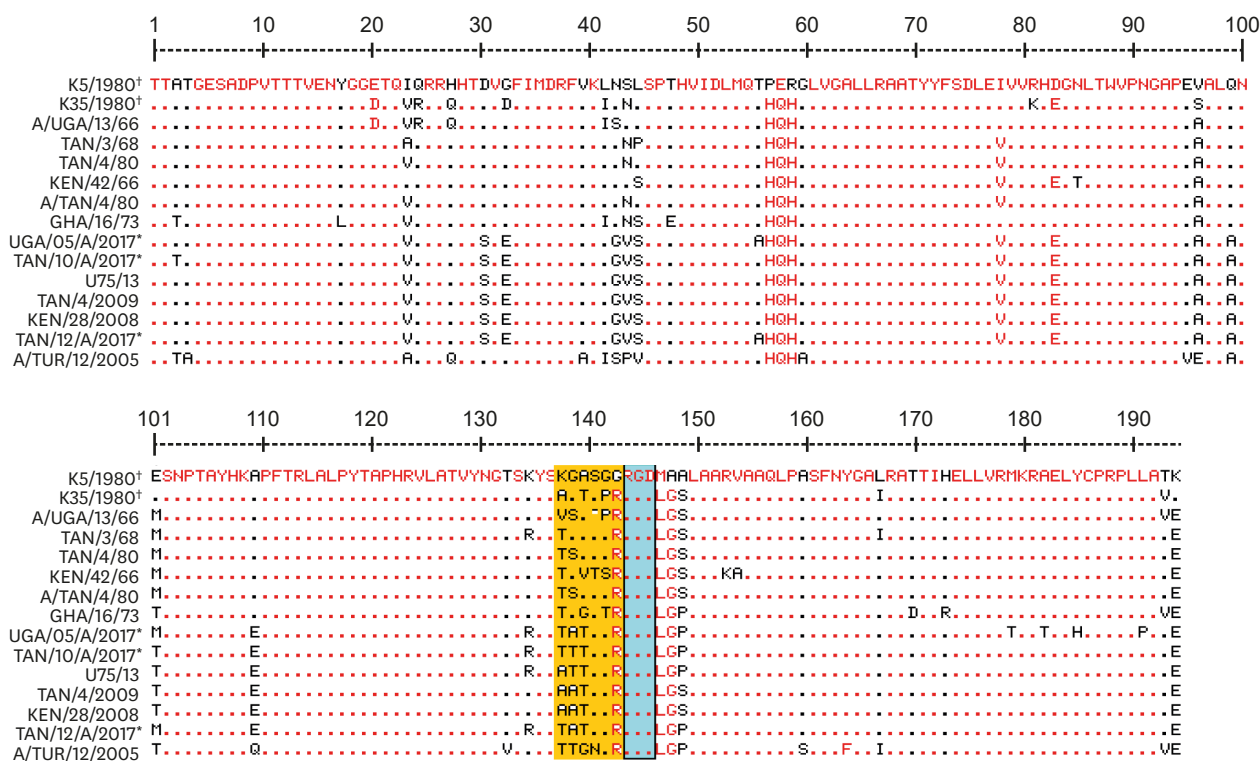 1 10 20 30 40 50 60 70 80 90 100
K5/1980† TTATGESADPVTTTVENYGGETQIQRRHHTDVGFIMDRFVKLNSLSPTHVIDLMQTPERGLVGALLRAATYYFSDLEIVVRHDGNLTWVPNGAPEVALQN
K35/1980† ....................D..VR..Q....D........I.N............HQH.....................K.E............S....
A/UGA/13/66 ....................D..VR..Q.............IS.............HQH....................................A....
TAN/3/68 .......................A...................NP...........HQH..................V.................A....
TAN/4/80 .......................V...................N............HQH..................V.................A....
KEN/42/66 ............................................S...........HQH..................V....E.T..........A....
A/TAN/4/80 .......................V...................N............HQH..................V.................A....
GHA/16/73 ..T..............L.....V.................I.NS..E........HQH....................................A....
UGA/05/A/2017* .......................V......S.E.........GVS..........AHQH..................V....E............A..A.
TAN/10/A/2017* ..T....................V......S.E.........GVS...........HQH..................V....E............A..A.
U75/13 .......................V......S.E.........GVS...........HQH..................V....E............A..A.
TAN/4/2009 .......................V......S.E.........GVS...........HQH..................V....E............A..A.
KEN/28/2008 .......................V......S.E.........GVS...........HQH..................V....E............A..A.
TAN/12/A/2017* .......................V......S.E.........GVS..........AHQH..................V....E............A..A.
A/TUR/12/2005 ..TA...................A...Q...........A.ISPV...........HQHA..................................VE..A.
101 110 120 130 140 150 160 170 180 190
K5/1980† ESNPTAYHKAPFTRLALPYTAPHRVLATVYNGTSKYSKGASGGRGDMAALAARVAAQLPASFNYGALRATTIHELLVRMKRAELYCPRPLLATK
K35/1980† .....................................A.T.PR...LGS.................I.........................V.
A/UGA/13/66 M....................................VS.-PR...LGS...........................................VE
TAN/3/68 M.................................R..T....R...LGS.................I..........................E
TAN/4/80 M....................................TS...R...LGS............................................E
KEN/42/66 M....................................T.VTSR...LGS...KA.......................................E
A/TAN/4/80 M....................................TS...R...LGS............................................E
GHA/16/73 T....................................T.G.TR...LGP....................D..R...................VE
UGA/05/A/2017* M........E........................R..TAT..R...LGP.............................T..T..H.....P..E
TAN/10/A/2017* T........E........................R..TTT..R...LGP............................................E
U75/13 T........E........................R..ATT..R...LGP............................................E
TAN/4/2009 T........E...........................AAT..R...LGS............................................E
KEN/28/2008 T........E...........................AAT..R...LGS............................................E
TAN/12/A/2017* M........E........................R..TAT..R...LGP............................................E
A/TUR/12/2005 T........Q......................V....TTGN.R...LGP..........S...F..I.........................VE